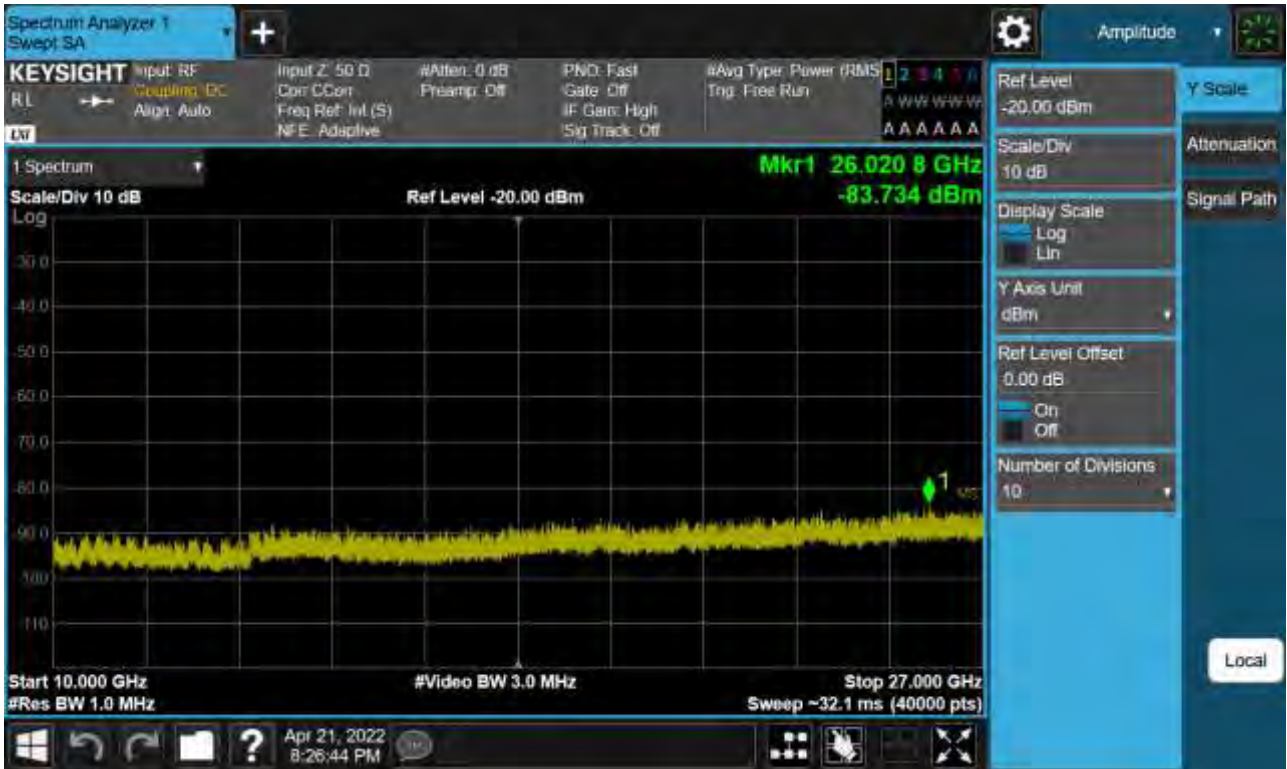 Spectrum Analyzer 1
Swept SA
+
Amplitude
KEYSIGHT
RL
Input: RF
Coupling: DC
Align: Auto
Input Z: 50 Ω
Corr CCorr
Freq Ref: Int (S)
NFE: Adaptive
#Atten: 0 dB
Preamp: Off
PNO: Fast
Gate: Off
IF Gain: High
Sig Track: Off
#Avg Type: Power (RMS
Trig: Free Run
1 2 3 4 5 6
A W W W W W
A A A A A A
1 Spectrum
Mkr1 26.020 8 GHz
Scale/Div 10 dB
Ref Level -20.00 dBm
-83.734 dBm
Log
-30.0
-40.0
-50.0
-60.0
-70.0
-80.0
-90.0
-100
-110
1
Start 10.000 GHz
#Video BW 3.0 MHz
Stop 27.000 GHz
#Res BW 1.0 MHz
Sweep ~32.1 ms (40000 pts)
Ref Level
-20.00 dBm
Scale/Div
10 dB
Display Scale
Log
Lin
Y Axis Unit
dBm
Ref Level Offset
0.00 dB
On
Off
Number of Divisions
10
Y Scale
Attenuation
Signal Path
Local
?
Apr 21, 2022
8:26:44 PM